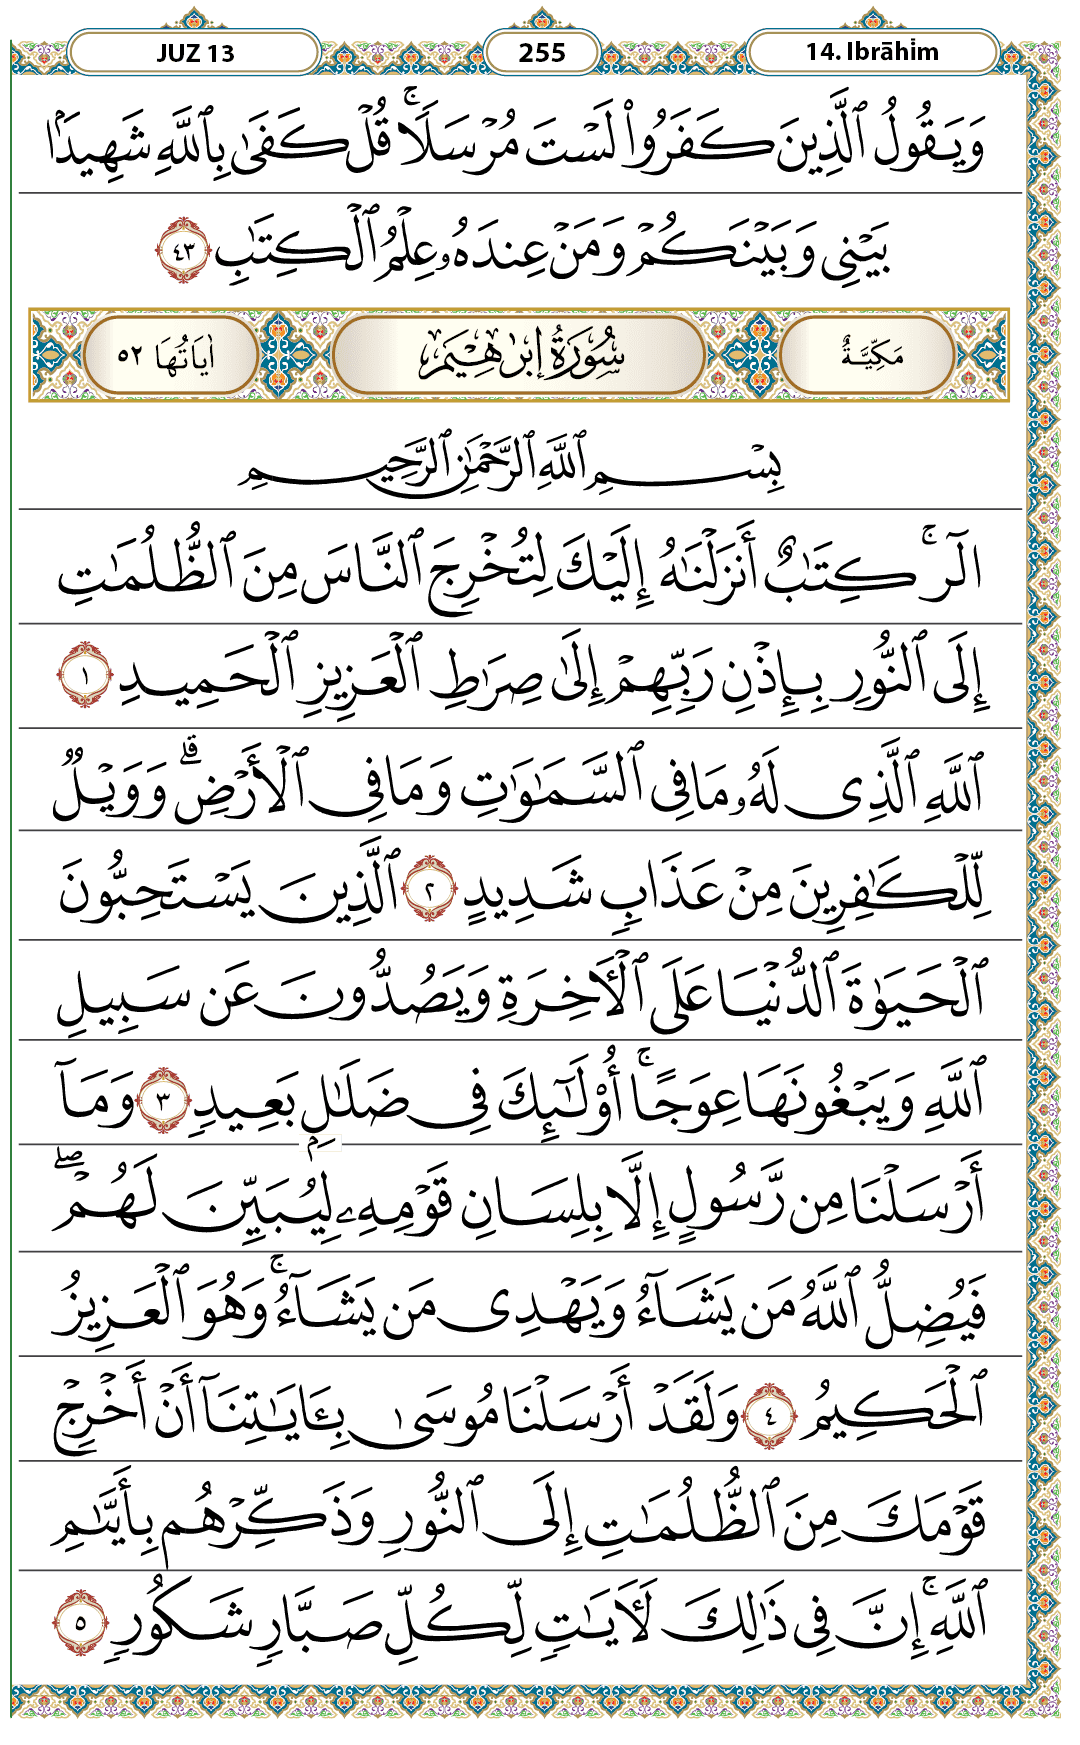 JUZ 13 255 14. Ibrāhim
وَيَقُولُ ٱلَّذِينَ كَفَرُوا۟ لَسْتَ مُرْسَلًا ۚ قُلْ كَفَىٰ بِٱللَّهِ شَهِيدًۢا
بَيْنِى وَبَيْنَكُمْ وَمَنْ عِندَهُۥ عِلْمُ ٱلْكِتَٰبِ ٤٣
مَكِّيَّةٌ سُورَةُ إبرهيم اٰيَاتُهَا ٥٢
بِسْمِ ٱللَّهِ ٱلرَّحْمَٰنِ ٱلرَّحِيمِ
الٓر ۚ كِتَٰبٌ أَنزَلْنَٰهُ إِلَيْكَ لِتُخْرِجَ ٱلنَّاسَ مِنَ ٱلظُّلُمَٰتِ
إِلَى ٱلنُّورِ بِإِذْنِ رَبِّهِمْ إِلَىٰ صِرَٰطِ ٱلْعَزِيزِ ٱلْحَمِيدِ ١
ٱللَّهِ ٱلَّذِى لَهُۥ مَا فِى ٱلسَّمَٰوَٰتِ وَمَا فِى ٱلْأَرْضِ ۗ وَوَيْلٌ
لِّلْكَٰفِرِينَ مِنْ عَذَابٍ شَدِيدٍ ٢ ٱلَّذِينَ يَسْتَحِبُّونَ
ٱلْحَيَوٰةَ ٱلدُّنْيَا عَلَى ٱلْـَٔاخِرَةِ وَيَصُدُّونَ عَن سَبِيلِ
ٱللَّهِ وَيَبْغُونَهَا عِوَجًا ۚ أُو۟لَٰٓئِكَ فِى ضَلَٰلٍۭ بَعِيدٍ ٣ وَمَآ
أَرْسَلْنَا مِن رَّسُولٍ إِلَّا بِلِسَانِ قَوْمِهِۦ لِيُبَيِّنَ لَهُمْ ۖ
فَيُضِلُّ ٱللَّهُ مَن يَشَآءُ وَيَهْدِى مَن يَشَآءُ ۚ وَهُوَ ٱلْعَزِيزُ
ٱلْحَكِيمُ ٤ وَلَقَدْ أَرْسَلْنَا مُوسَىٰ بِـَٔايَٰتِنَآ أَنْ أَخْرِجْ
قَوْمَكَ مِنَ ٱلظُّلُمَٰتِ إِلَى ٱلنُّورِ وَذَكِّرْهُم بِأَيَّىٰمِ
ٱللَّهِ ۚ إِنَّ فِى ذَٰلِكَ لَـَٔايَٰتٍ لِّكُلِّ صَبَّارٍ شَكُورٍ ٥